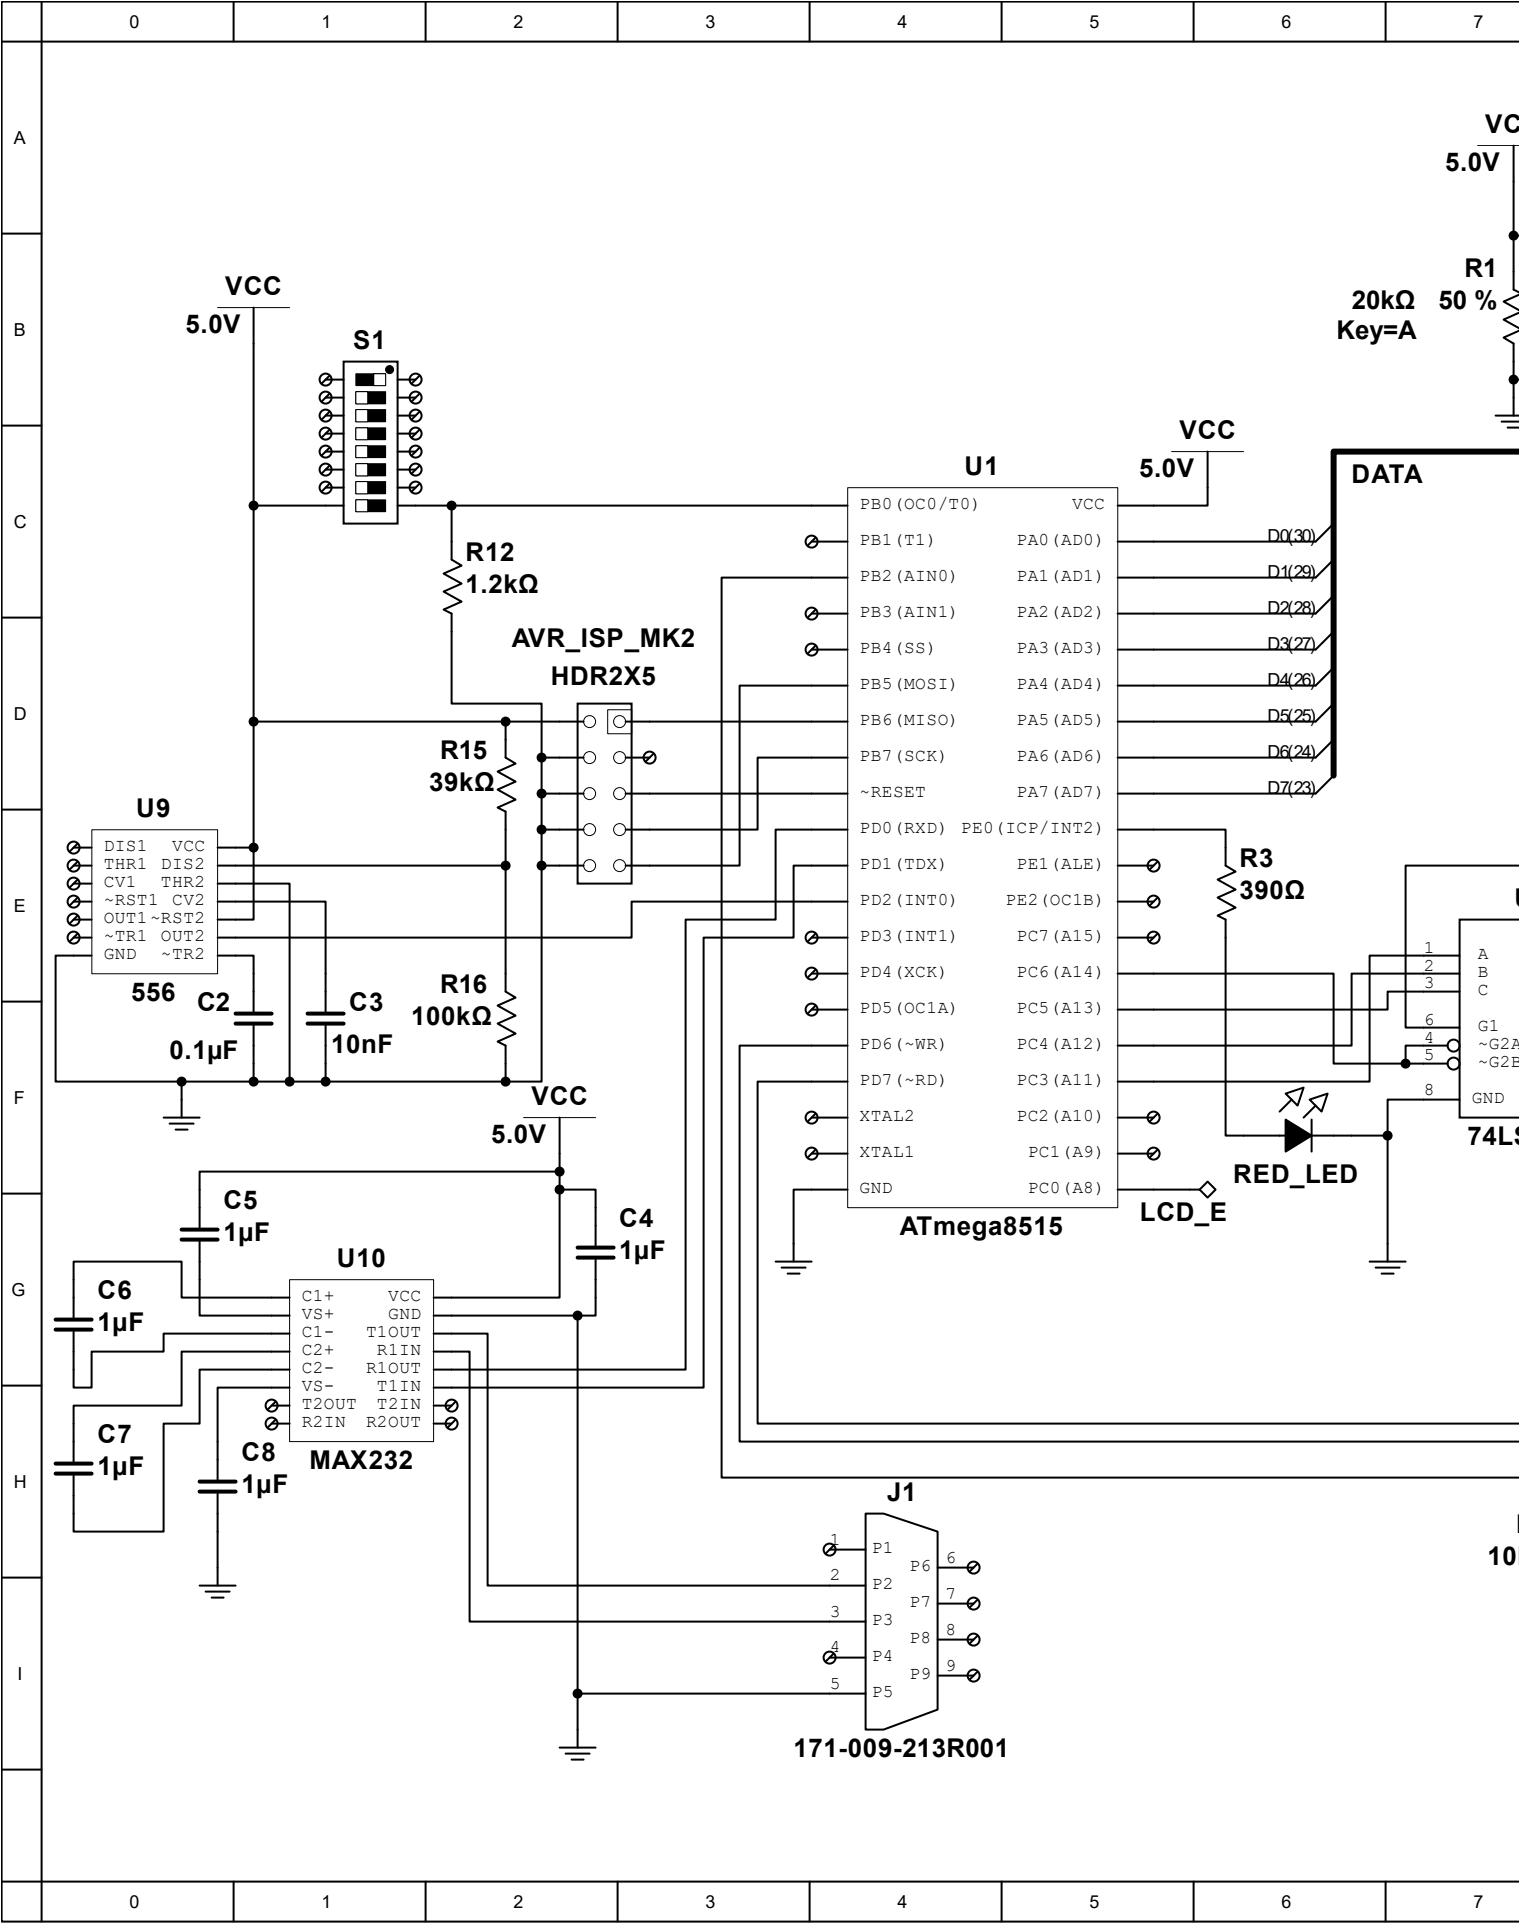 0 1 2 3 4 5 6 7
A
VC
5.0V
B
VCC
5.0V
S1
R1
20kΩ 50 %
Key=A
C
VCC
5.0V
U1
DATA
PB0(OC0/T0) VCC
PB1(T1) PA0(AD0) D0(30)
PB2(AIN0) PA1(AD1) D1(29)
PB3(AIN1) PA2(AD2) D2(28)
PB4(SS) PA3(AD3) D3(27)
PB5(MOSI) PA4(AD4) D4(26)
PB6(MISO) PA5(AD5) D5(25)
PB7(SCK) PA6(AD6) D6(24)
~RESET PA7(AD7) D7(23)
PD0(RXD) PE0(ICP/INT2)
PD1(TDX) PE1(ALE)
PD2(INT0) PE2(OC1B)
PD3(INT1) PC7(A15)
PD4(XCK) PC6(A14)
PD5(OC1A) PC5(A13)
PD6(~WR) PC4(A12)
PD7(~RD) PC3(A11)
XTAL2 PC2(A10)
XTAL1 PC1(A9)
GND PC0(A8)
ATmega8515
LCD_E
R12
1.2kΩ
AVR_ISP_MK2
HDR2X5
D
R15
39kΩ
U9
DIS1 VCC
THR1 DIS2
CV1 THR2
~RST1 CV2
OUT1 ~RST2
~TR1 OUT2
GND ~TR2
556
E
R3
390Ω
1 A
2 B
3 C
6 G1
4 ~G2A
5 ~G2B
8 GND
74LS
C2
0.1µF
C3
10nF
R16
100kΩ
F
VCC
5.0V
RED_LED
C5
1µF
C4
1µF
U10
G
C6
1µF
C1+ VCC
VS+ GND
C1- T1OUT
C2+ R1IN
C2- R1OUT
VS- T1IN
T2OUT T2IN
R2IN R2OUT
MAX232
C7
1µF
C8
1µF
H
J1
1 P1
2 P2
3 P3
4 P4
5 P5
P6 6
P7 7
P8 8
P9 9
171-009-213R001
10
I
0 1 2 3 4 5 6 7